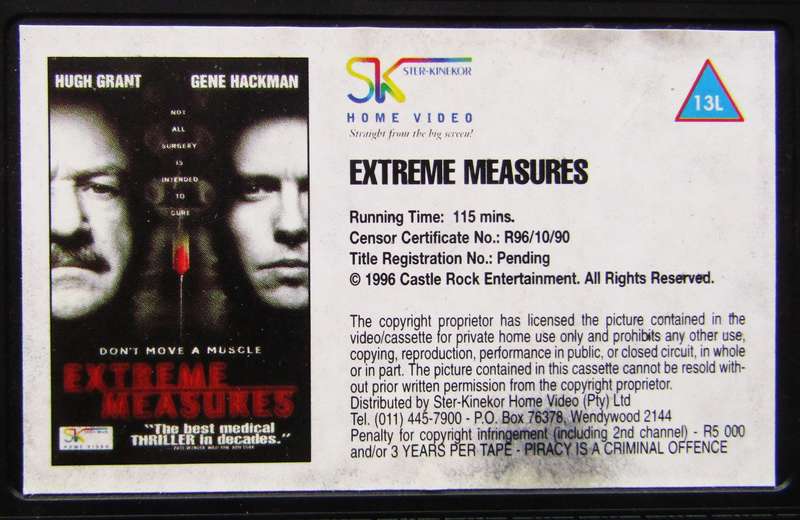 HUGH GRANT
GENE HACKMAN
NOT
ALL
SURGERY
IS
INTENDED
TO
CURE
DON'T MOVE A MUSCLE
EXTREME
MEASURES
SK
HOME VIDEO
"The best medical
THRILLER in decades."
SK STER-KINEKOR
HOME VIDEO
Straight from the big screen!
13L
EXTREME MEASURES
Running Time: 115 mins.
Censor Certificate No.: R96/10/90
Title Registration No.: Pending
© 1996 Castle Rock Entertainment. All Rights Reserved.
The copyright proprietor has licensed the picture contained in the
video/cassette for private home use only and prohibits any other use,
copying, reproduction, performance in public, or closed circuit, in whole
or in part. The picture contained in this cassette cannot be resold with-
out prior written permission from the copyright proprietor.
Distributed by Ster-Kinekor Home Video (Pty) Ltd
Tel. (011) 445-7900 - P.O. Box 76378, Wendywood 2144
Penalty for copyright infringement (including 2nd channel) - R5 000
and/or 3 YEARS PER TAPE - PIRACY IS A CRIMINAL OFFENCE